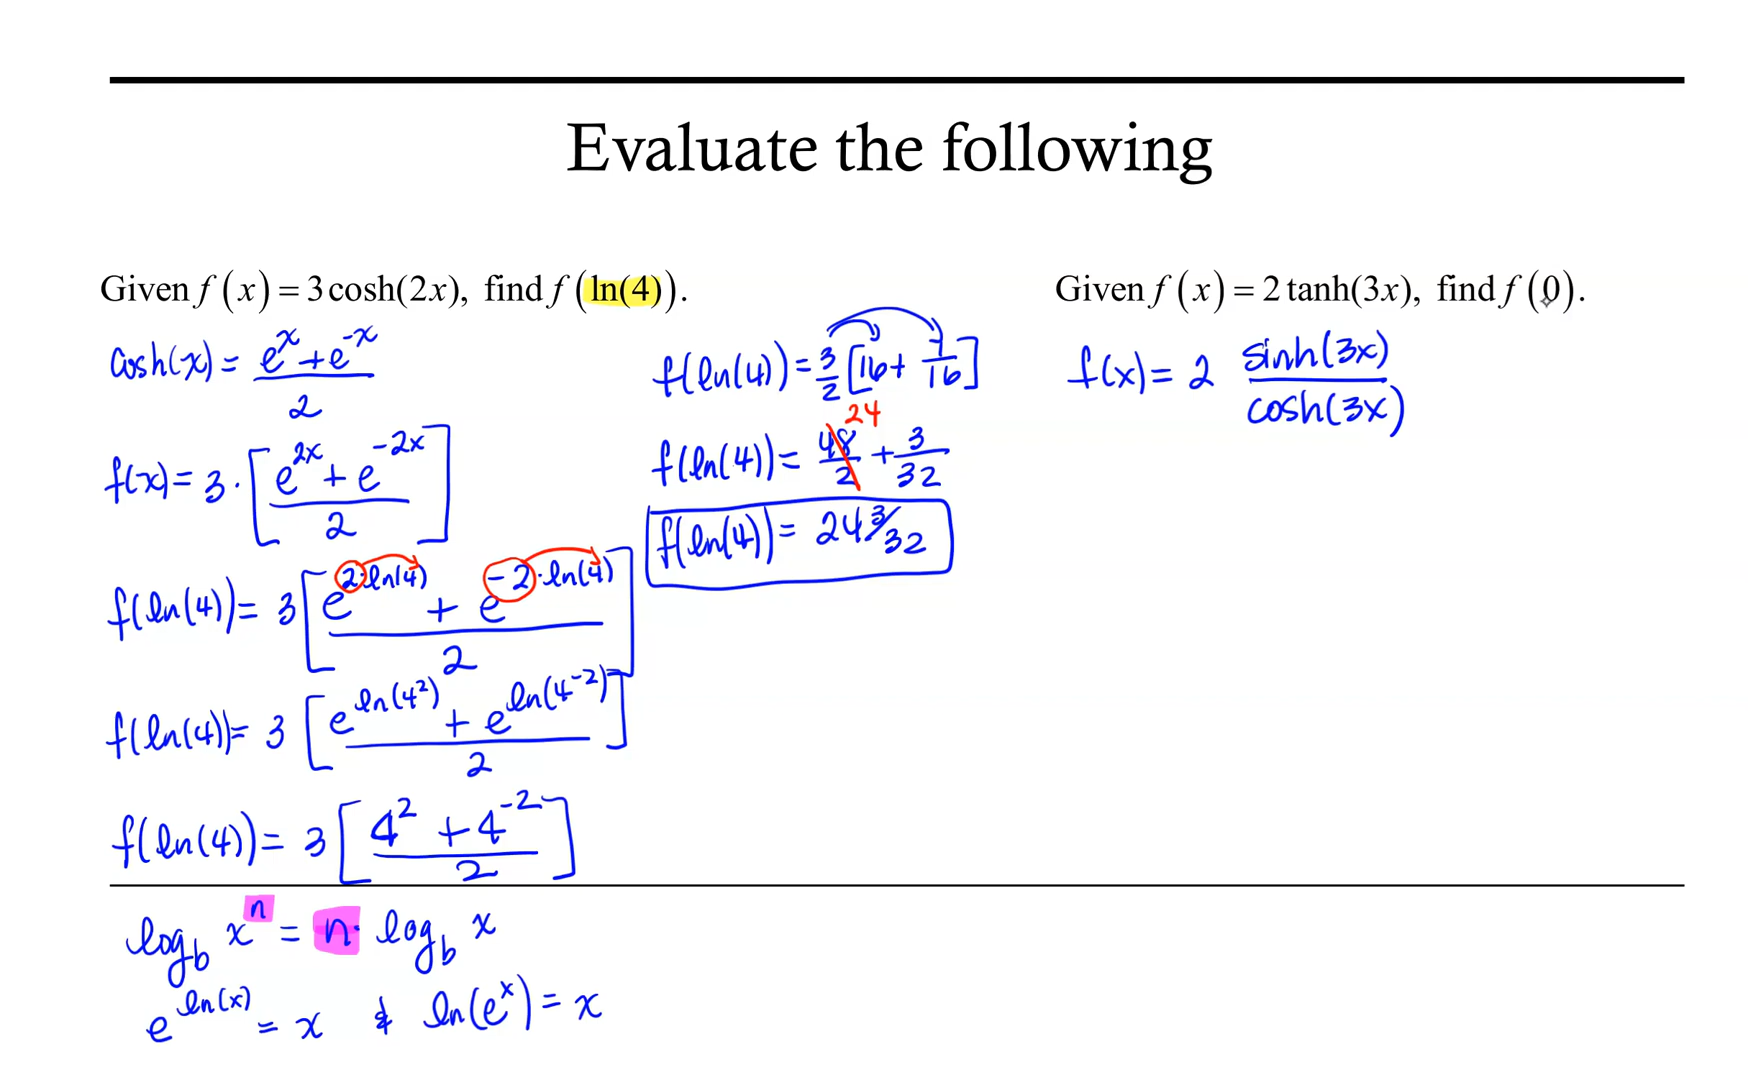 Evaluate the following
Given f(x) = 3cosh(2x), find f(ln(4)).
cosh(x) = (e^x + e^-x)/2
f(x) = 3 · [(e^2x + e^-2x)/2]
f(ln(4)) = 3[(e^2·ln(4) + e^-2·ln(4))/2]
f(ln(4)) = 3[(e^ln(4^2) + e^ln(4^-2))/2]
f(ln(4)) = 3[(4^2 + 4^-2)/2]
log_b x^n = n· log_b x
e^ln(x) = x & ln(e^x) = x
f(ln(4)) = 3/2 [16 + 1/16]
24
f(ln(4)) = 48/2 + 3/32
f(ln(4)) = 24 3/32
Given f(x) = 2 tanh(3x), find f(0).
f(x) = 2 sinh(3x)/cosh(3x)